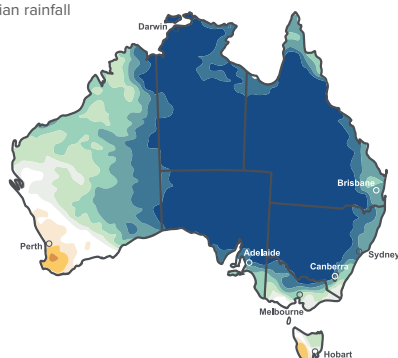 ian rainfall
Darwin
Brisbane
Perth
Adelaide
Sydney
Canberra
Melbourne
Hobart